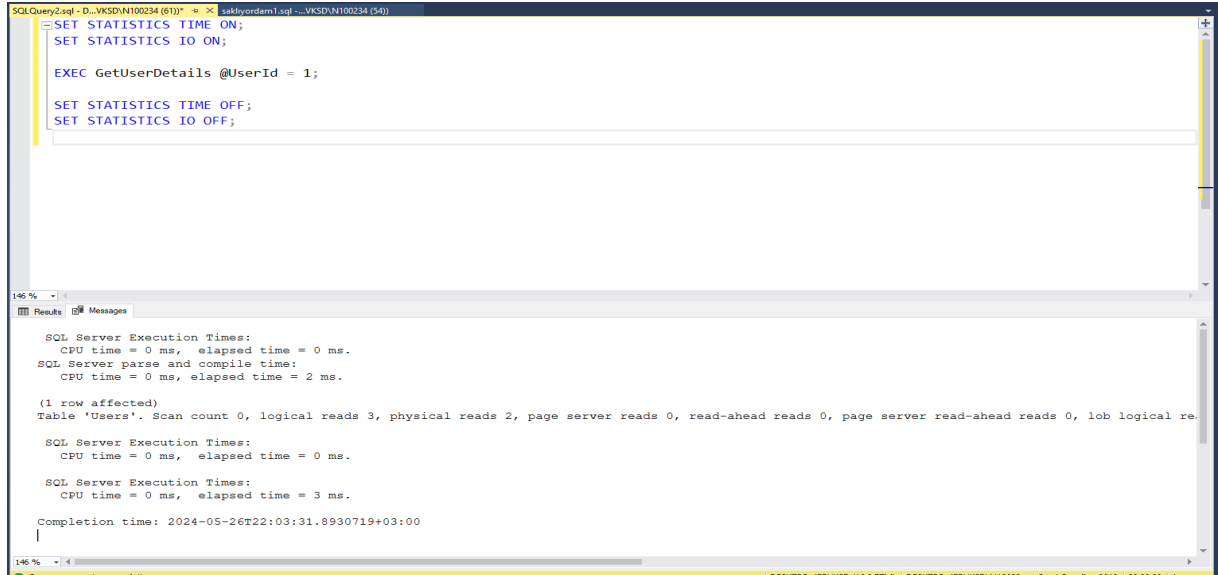 SQLQuery2.sql - D...VKSD\N100234 (61))* saklıyordam1.sql -...VKSD\N100234 (54))
SET STATISTICS TIME ON;
SET STATISTICS IO ON;
EXEC GetUserDetails @UserId = 1;
SET STATISTICS TIME OFF;
SET STATISTICS IO OFF;
146 %
Results Messages
SQL Server Execution Times:
CPU time = 0 ms, elapsed time = 0 ms.
SQL Server parse and compile time:
CPU time = 0 ms, elapsed time = 2 ms.
(1 row affected)
Table 'Users'. Scan count 0, logical reads 3, physical reads 2, page server reads 0, read-ahead reads 0, page server read-ahead reads 0, lob logical re
SQL Server Execution Times:
CPU time = 0 ms, elapsed time = 0 ms.
SQL Server Execution Times:
CPU time = 0 ms, elapsed time = 3 ms.
Completion time: 2024-05-26T22:03:31.8930719+03:00
146 %